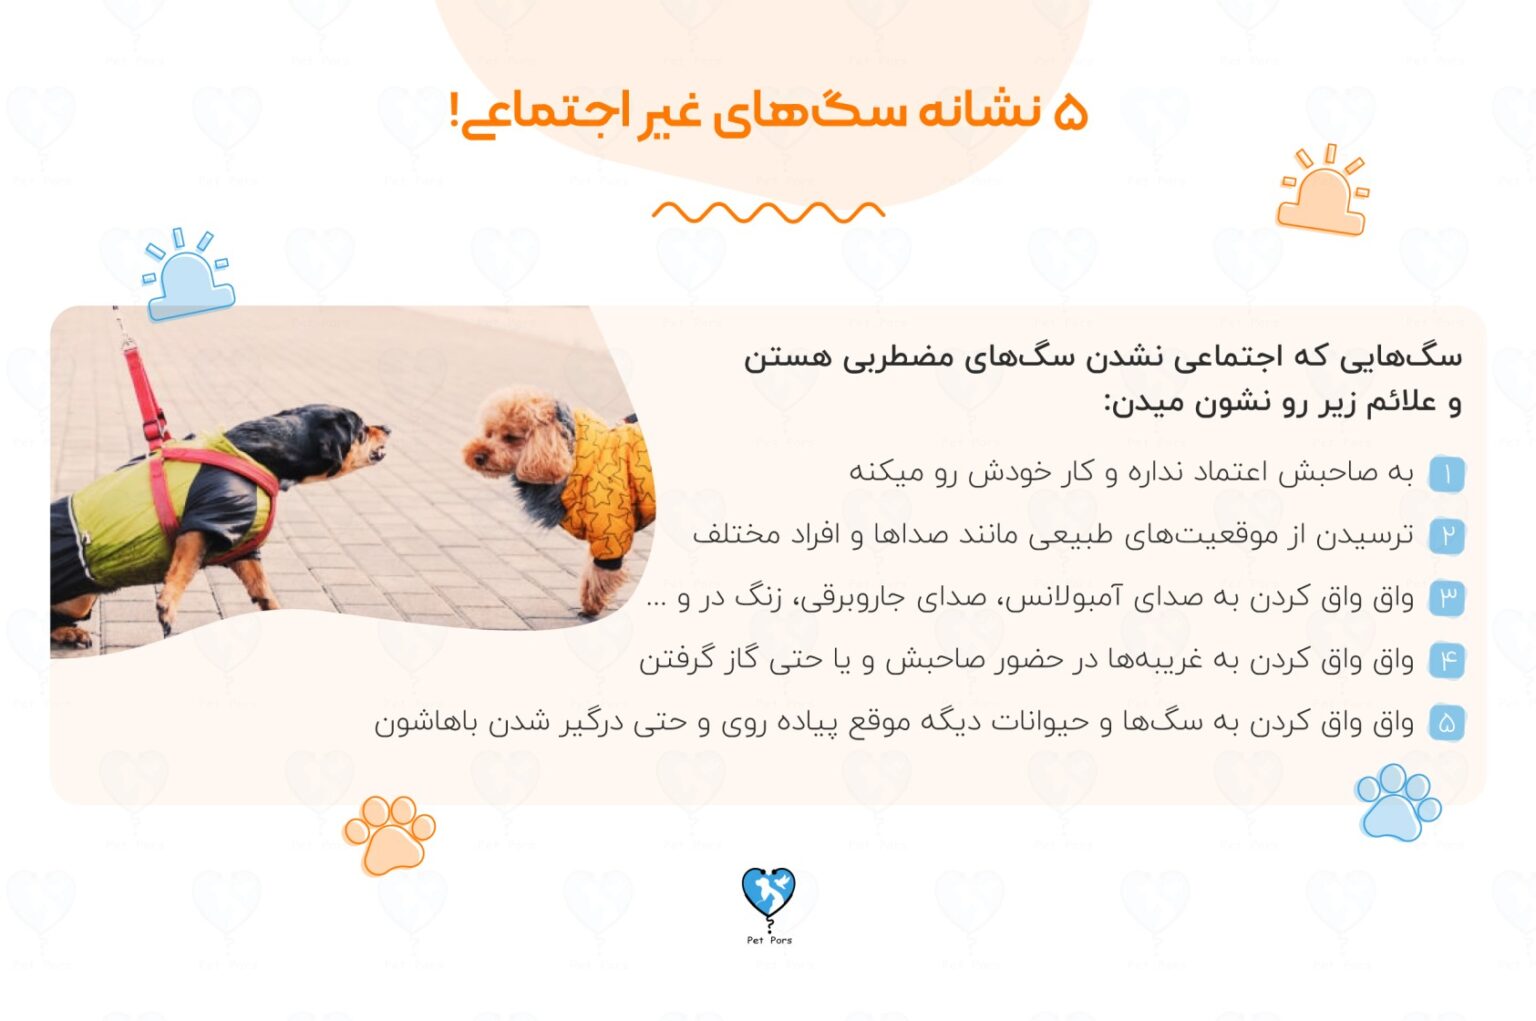 ۵ نشانه سگ‌های غیر اجتماعی!
سگ‌هایی که اجتماعی نشدن سگ‌های مضطربی هستن
و علائم زیر رو نشون میدن:
۱ به صاحبش اعتماد نداره و کار خودش رو میکنه
۲ ترسیدن از موقعیت‌های طبیعی مانند صداها و افراد مختلف
۳ واق واق کردن به صدای آمبولانس، صدای جاروبرقی، زنگ در و ...
۴ واق واق کردن به غریبه‌ها در حضور صاحبش و یا حتی گاز گرفتن
۵ واق واق کردن به سگ‌ها و حیوانات دیگه موقع پیاده روی و حتی درگیر شدن باهاشون
Pet Pors